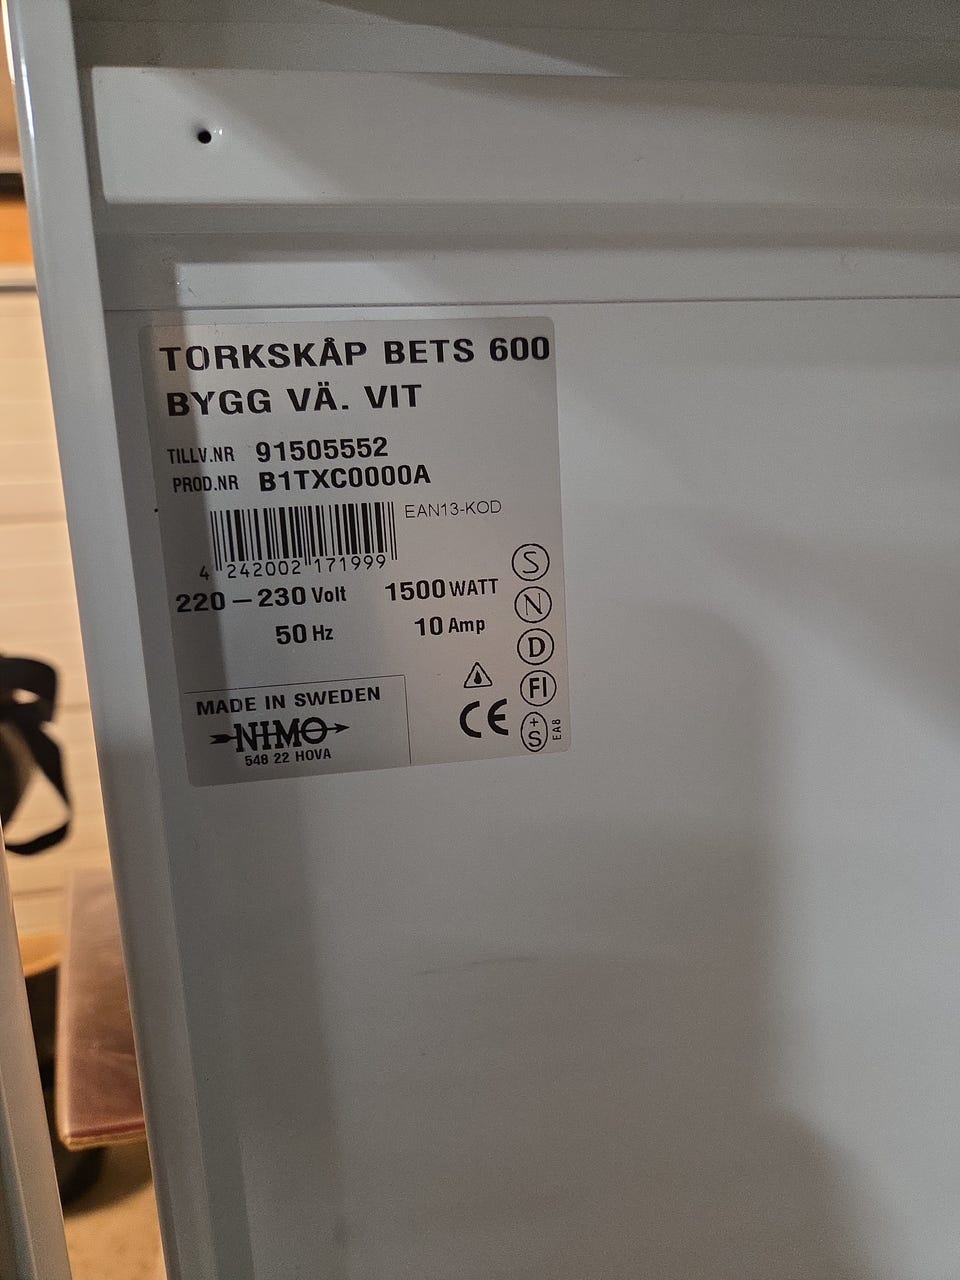 TORKSKÅP BETS 600
BYGG VÄ. VIT
TILLV.NR 91505552
PROD.NR B1TXC0000A
EAN13-KOD
4 242002 171999
220 – 230 Volt 1500 WATT
50 Hz 10 Amp
S
N
D
FI
+S
EA8
CE
MADE IN SWEDEN
NIMO
548 22 HOVA